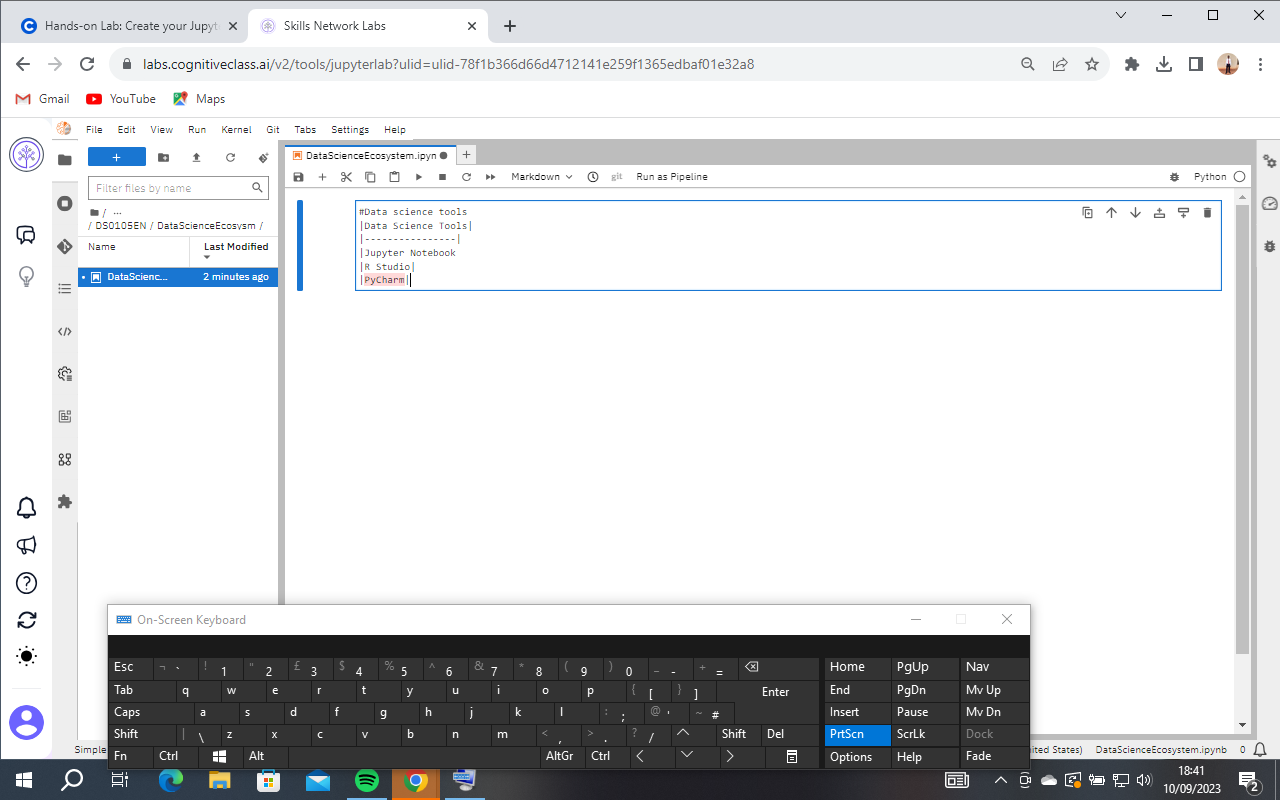 Hands-on Lab: Create your Jupyte
Skills Network Labs
labs.cognitiveclass.ai/v2/tools/jupyterlab?ulid=ulid-78f1b366d66d4712141e259f1365edbaf01e32a8
Gmail
YouTube
Maps
File Edit View Run Kernel Git Tabs Settings Help
DataScienceEcosystem.ipyn
Markdown
git
Run as Pipeline
Python
Filter files by name
/ ...
/ DS0105EN / DataScienceEcosysm /
Name
Last Modified
DataScienc...
2 minutes ago
#Data science tools
|Data Science Tools|
|----------------|
|Jupyter Notebook
|R Studio|
|PyCharm|
On-Screen Keyboard
Esc ¬ ` ! 1 " 2 £ 3 $ 4 % 5 ^ 6 & 7 * 8 ( 9 ) 0 _ - + = Home PgUp Nav
Tab q w e r t y u i o p { [ } ] Enter End PgDn Mv Up
Caps a s d f g h j k l : ; @ ' ~ # Insert Pause Mv Dn
Shift | \ z x c v b n m < , > . ? / Shift Del PrtScn ScrLk Dock
Fn Ctrl Alt AltGr Ctrl Options Help Fade
Simple
ited States)
DataScienceEcosystem.ipynb
0
18:41
10/09/2023
2